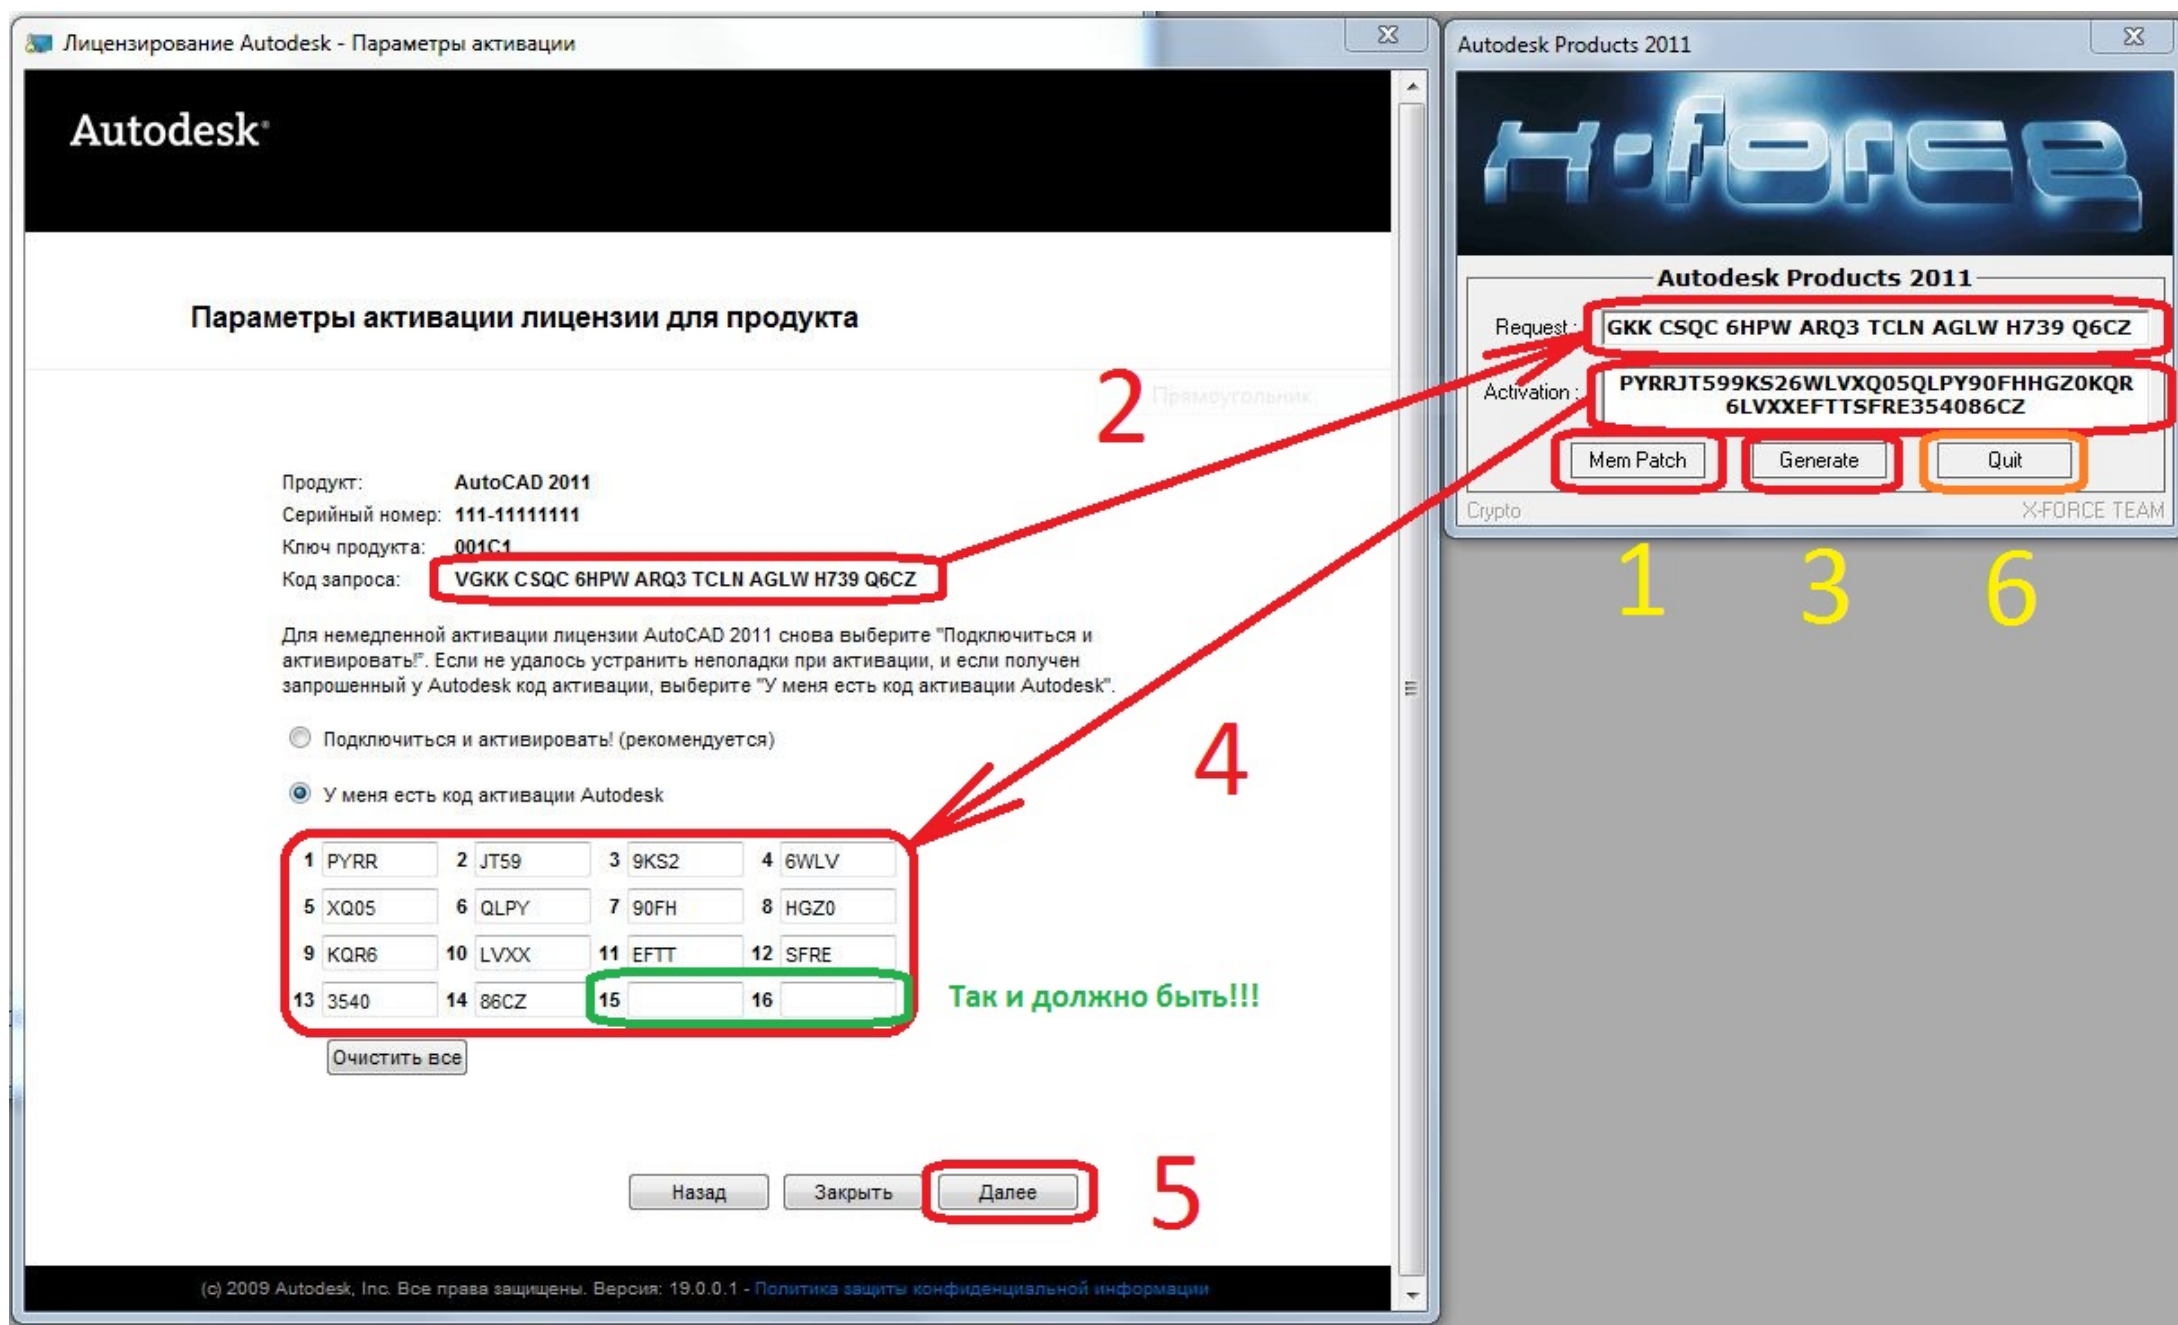 Лицензирование Autodesk - Параметры активации
Autodesk
Параметры активации лицензии для продукта
2
Прямоугольник
Продукт: AutoCAD 2011
Серийный номер: 111-11111111
Ключ продукта: 001C1
Код запроса: VGKK CSQC 6HPW ARQ3 TCLN AGLW H739 Q6CZ
Для немедленной активации лицензии AutoCAD 2011 снова выберите "Подключиться и
активировать!". Если не удалось устранить неполадки при активации, и если получен
запрошенный у Autodesk код активации, выберите "У меня есть код активации Autodesk".
Подключиться и активировать! (рекомендуется)
4
У меня есть код активации Autodesk
1 PYRR 2 JT59 3 9KS2 4 6WLV
5 XQ05 6 QLPY 7 90FH 8 HGZ0
9 KQR6 10 LVXX 11 EFTT 12 SFRE
13 3540 14 86CZ 15 16
Так и должно быть!!!
Очистить все
Назад Закрыть Далее
5
(c) 2009 Autodesk, Inc. Все права защищены. Версия: 19.0.0.1 - Политика защиты конфиденциальной информации
Autodesk Products 2011
X-FORCE
Autodesk Products 2011
Request : GKK CSQC 6HPW ARQ3 TCLN AGLW H739 Q6CZ
Activation : PYRRJT599KS26WLVXQ05QLPY90FHHGZ0KQR
6LVXXEFTTSFRE354086CZ
Mem Patch Generate Quit
Crypto X-FORCE TEAM
1 3 6